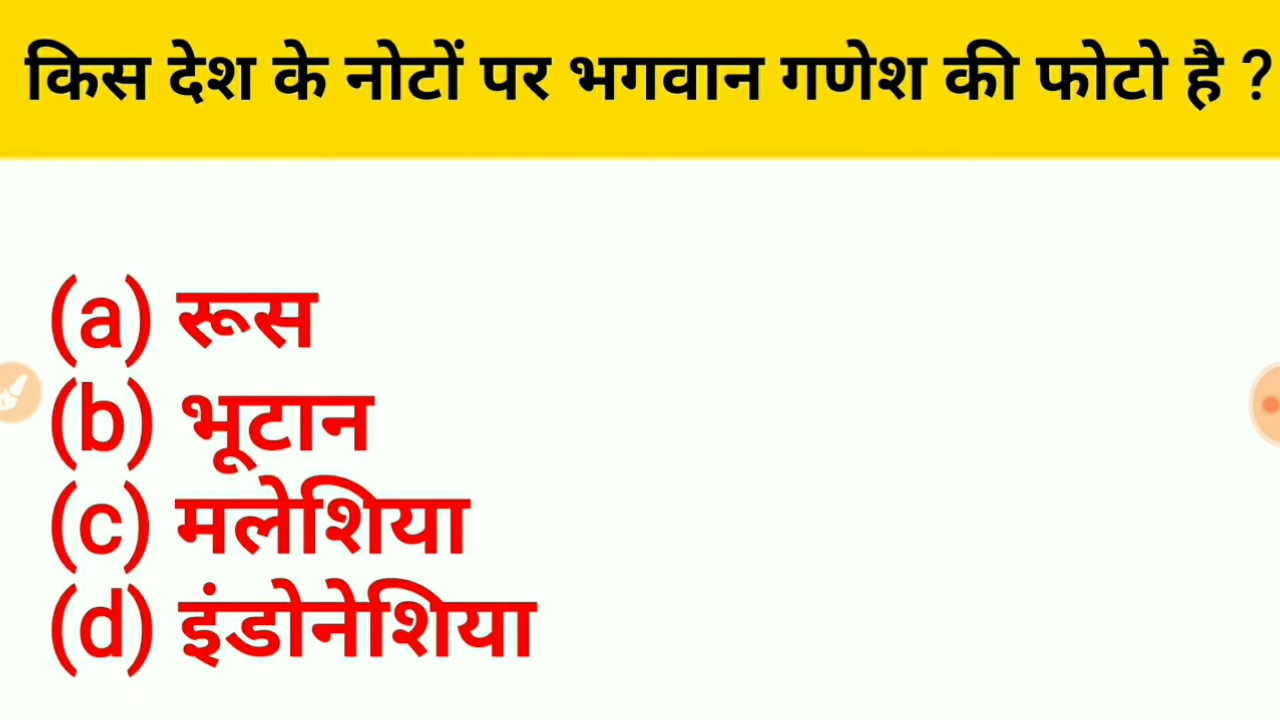 किस देश के नोटों पर भगवान गणेश की फोटो है ?
(a) रूस
(b) भूटान
(c) मलेशिया
(d) इंडोनेशिया